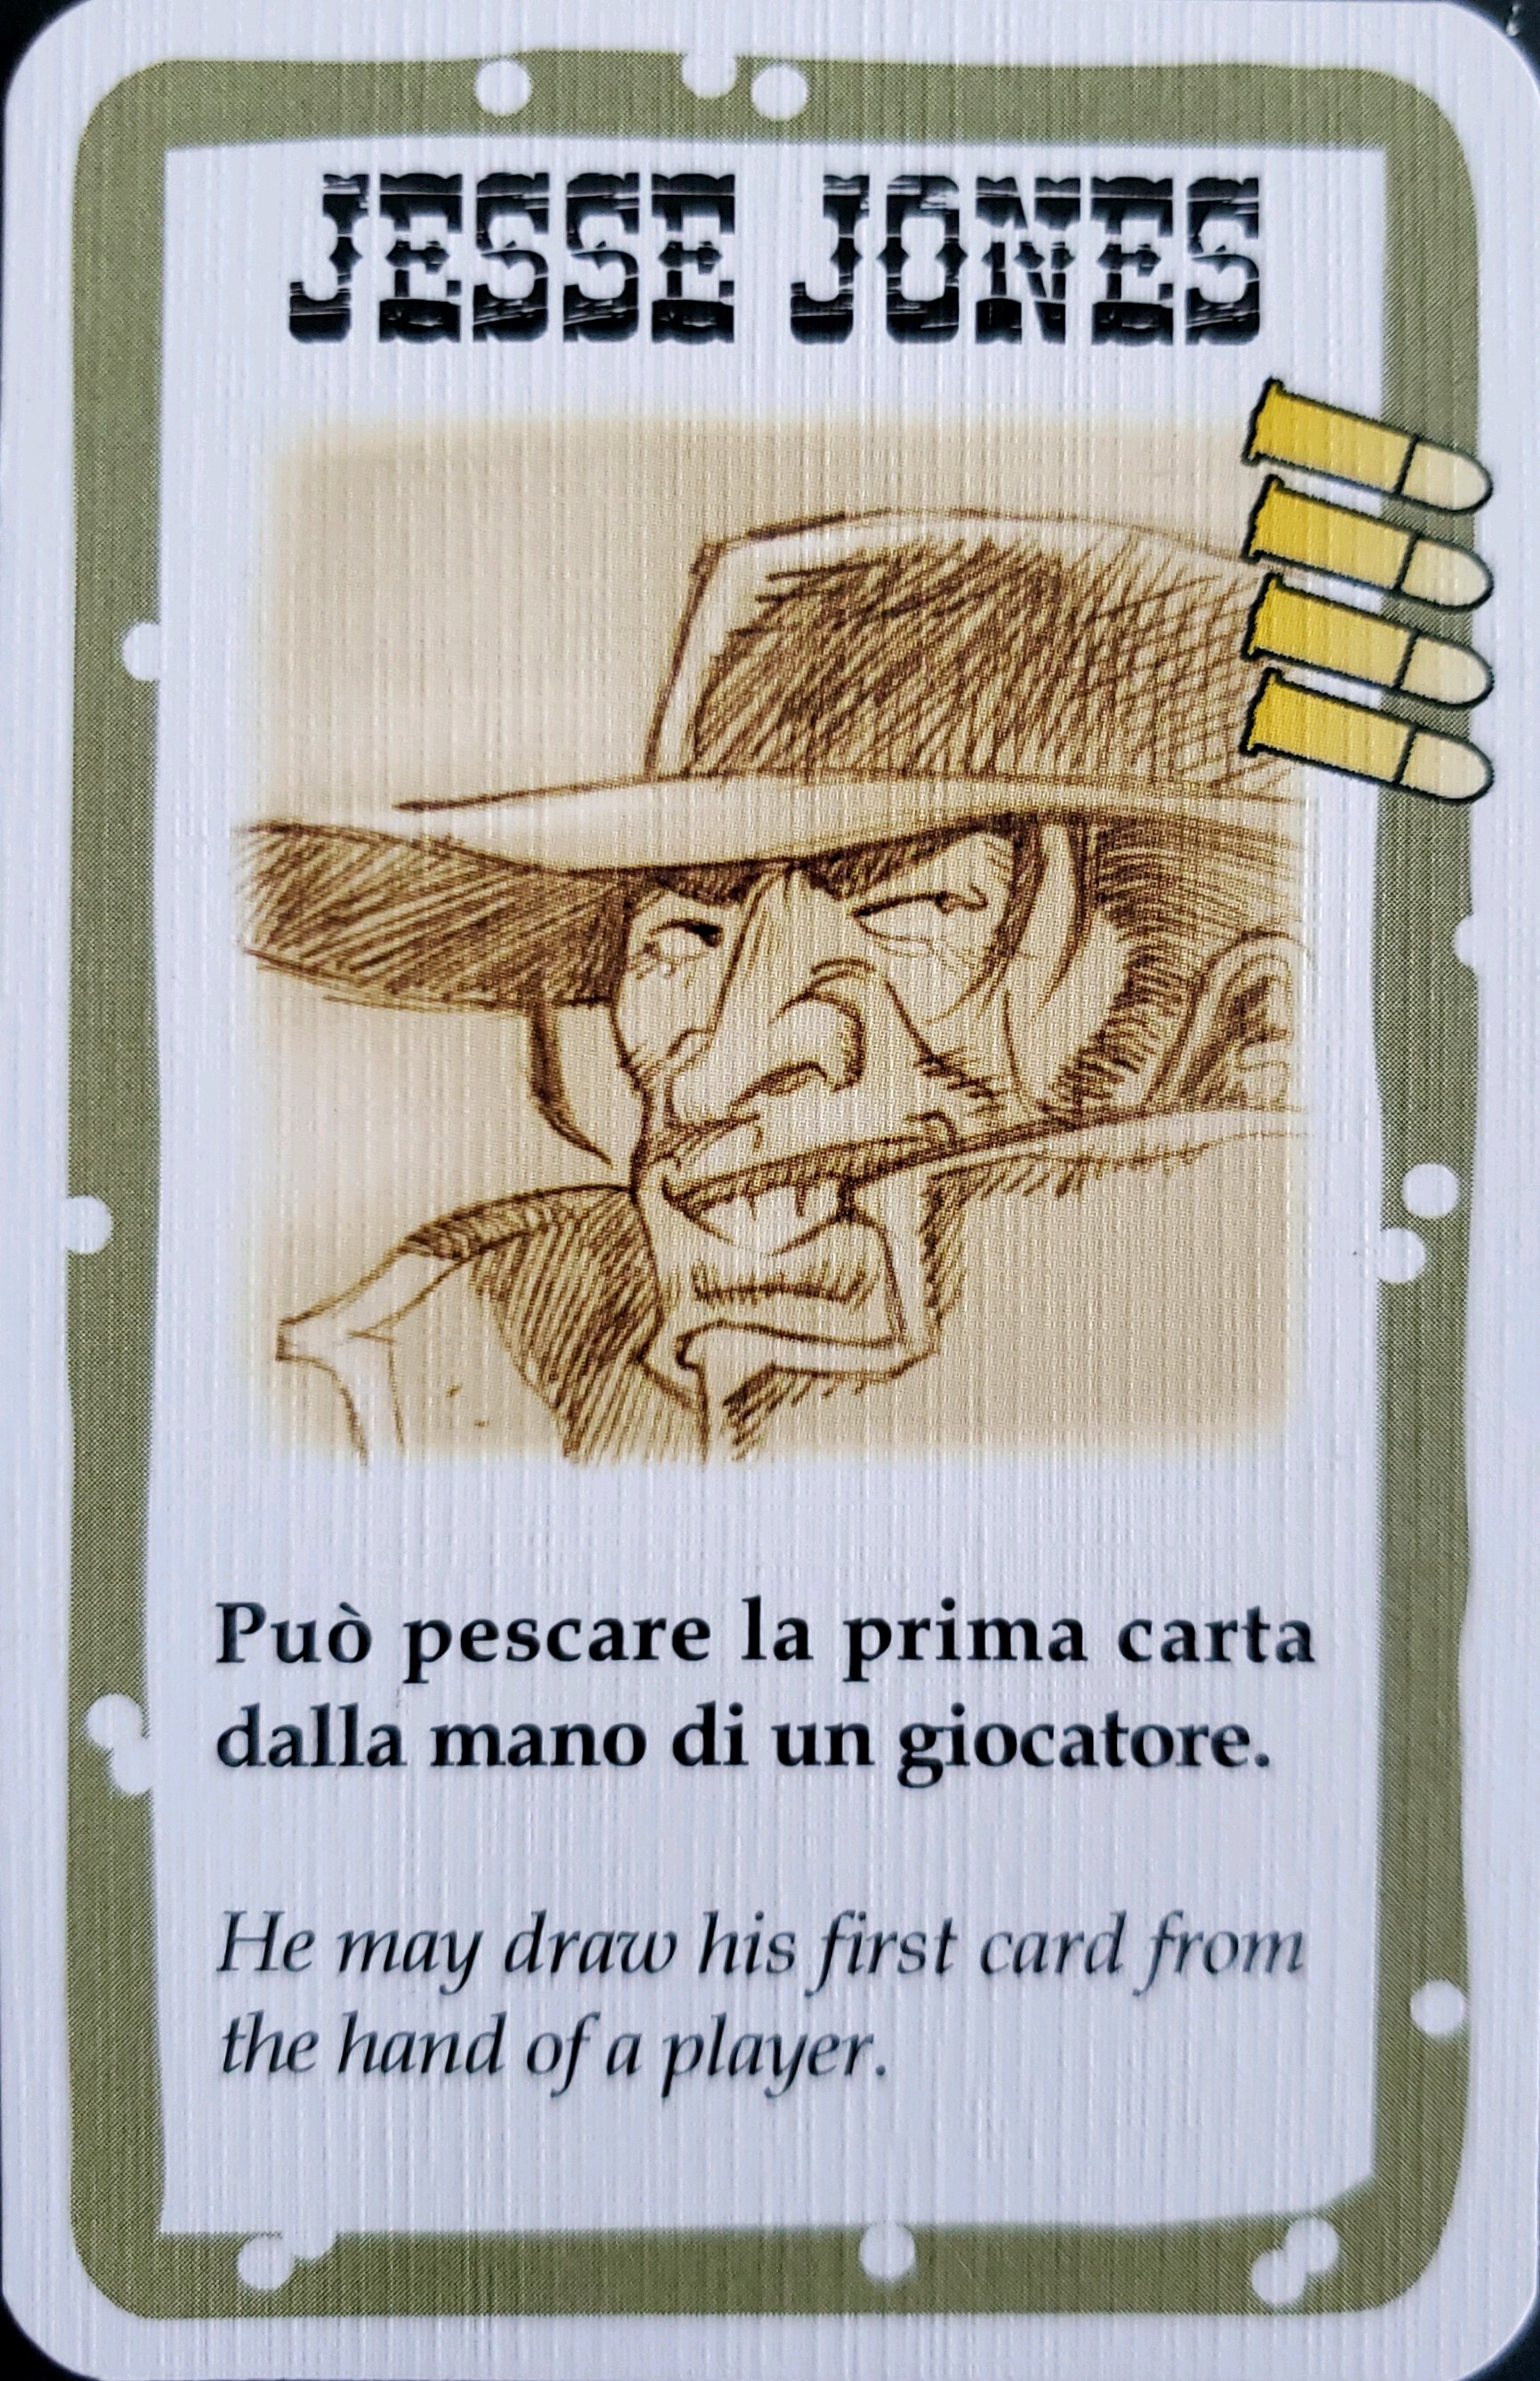 JESSE JONES
Può pescare la prima carta
dalla mano di un giocatore.
He may draw his first card from
the hand of a player.